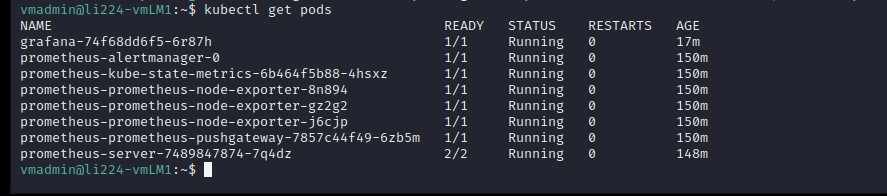 vmadmin@li224-vmLM1:~$ kubectl get pods
NAME READY STATUS RESTARTS AGE
grafana-74f68dd6f5-6r87h 1/1 Running 0 17m
prometheus-alertmanager-0 1/1 Running 0 150m
prometheus-kube-state-metrics-6b464f5b88-4hsxz 1/1 Running 0 150m
prometheus-prometheus-node-exporter-8n894 1/1 Running 0 150m
prometheus-prometheus-node-exporter-gz2g2 1/1 Running 0 150m
prometheus-prometheus-node-exporter-j6cjp 1/1 Running 0 150m
prometheus-prometheus-pushgateway-7857c44f49-6zb5m 1/1 Running 0 150m
prometheus-server-7489847874-7q4dz 2/2 Running 0 148m
vmadmin@li224-vmLM1:~$